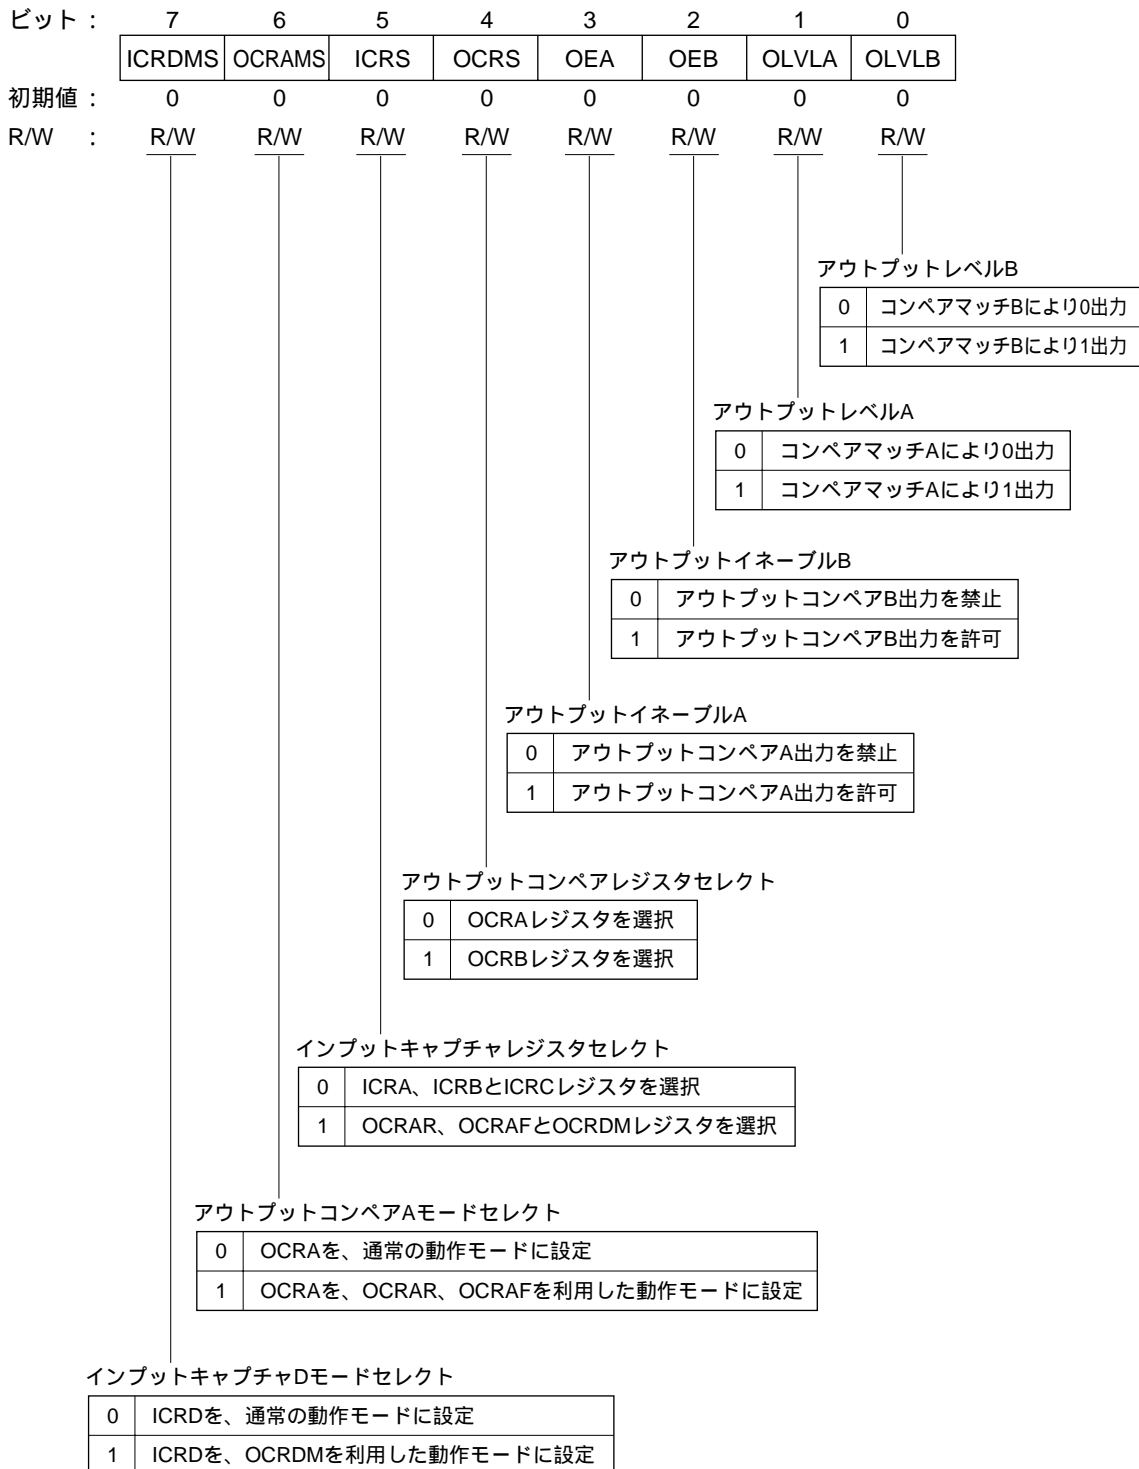 ビット : 7 6 5 4 3 2 1 0
ICRDMS OCRAMS ICRS OCRS OEA OEB OLVLA OLVLB
初期値 : 0 0 0 0 0 0 0 0
R/W : R/W R/W R/W R/W R/W R/W R/W R/W
アウトプットレベルB
0 コンペアマッチBにより0出力
1 コンペアマッチBにより1出力
アウトプットレベルA
0 コンペアマッチAにより0出力
1 コンペアマッチAにより1出力
アウトプットイネーブルB
0 アウトプットコンペアB出力を禁止
1 アウトプットコンペアB出力を許可
アウトプットイネーブルA
0 アウトプットコンペアA出力を禁止
1 アウトプットコンペアA出力を許可
アウトプットコンペアレジスタセレクト
0 OCRAレジスタを選択
1 OCRBレジスタを選択
インプットキャプチャレジスタセレクト
0 ICRA、ICRBとICRCレジスタを選択
1 OCRAR、OCRAFとOCRDMレジスタを選択
アウトプットコンペアAモードセレクト
0 OCRAを、通常の動作モードに設定
1 OCRAを、OCRAR、OCRAFを利用した動作モードに設定
インプットキャプチャDモードセレクト
0 ICRDを、通常の動作モードに設定
1 ICRDを、OCRDMを利用した動作モードに設定